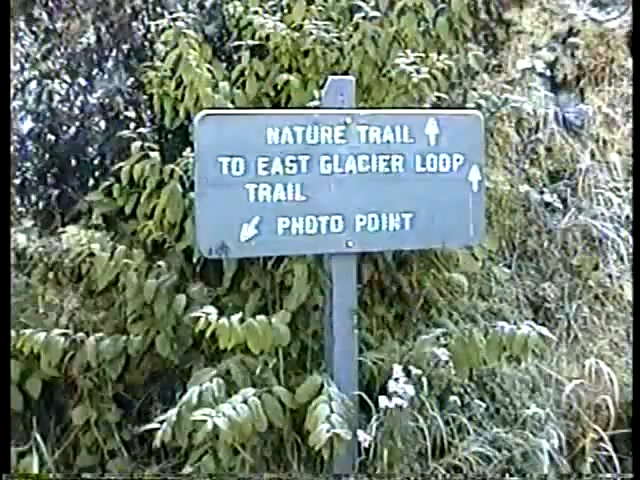 NATURE TRAIL ↑
TO EAST GLACIER LOOP ↑
TRAIL
↙ PHOTO POINT